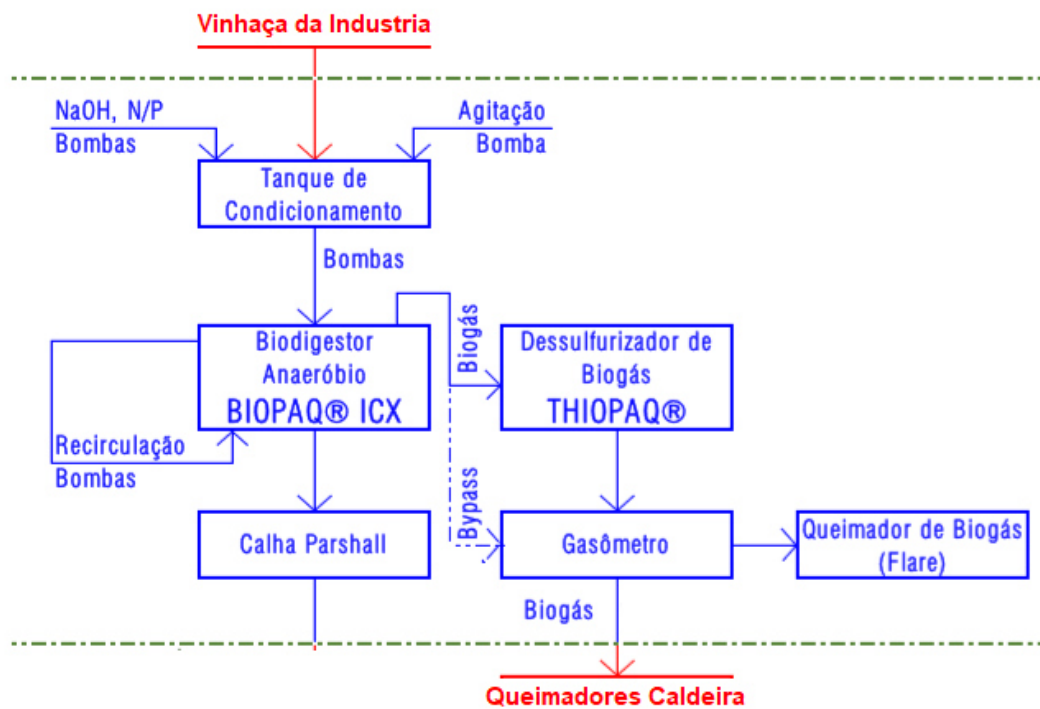 Vinhaça da Industria
NaOH, N/P
Bombas
Agitação
Bomba
Tanque de
Condicionamento
Bombas
Biodigestor
Anaeróbio
BIOPAQ® ICX
Biogás
Dessulfurizador de
Biogás
THIOPAQ®
Recirculação
Bombas
Bypass
Calha Parshall
Gasômetro
Queimador de Biogás
(Flare)
Biogás
Queimadores Caldeira